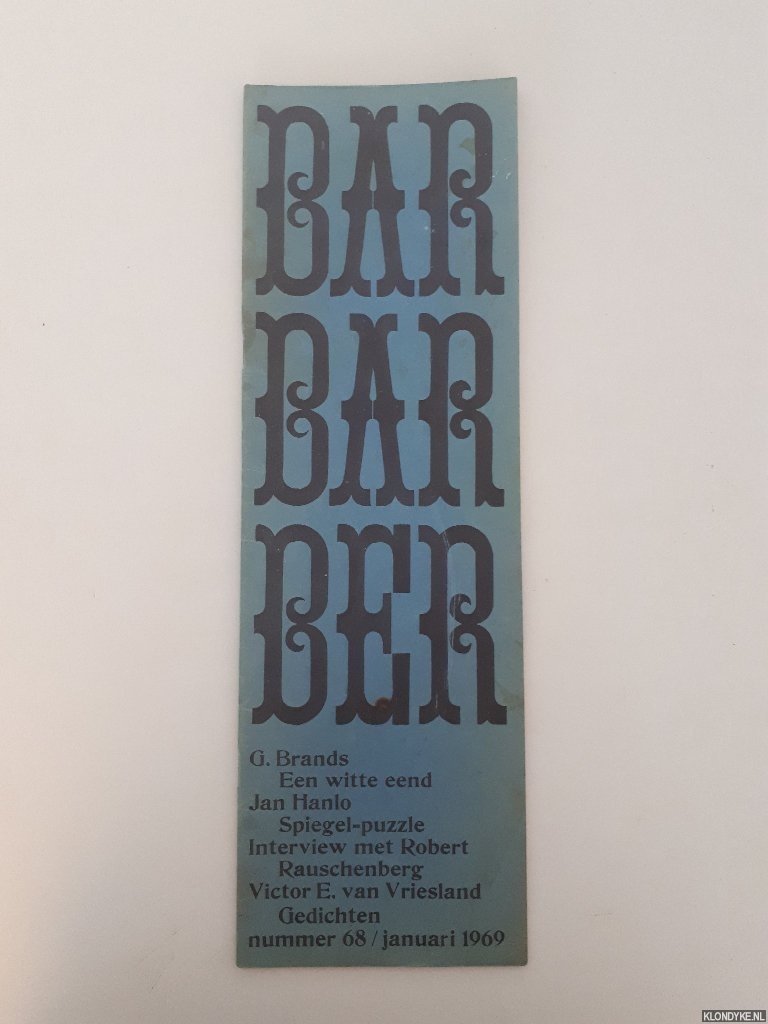 BAR
BAR
BER
G. Brands
Een witte eend
Jan Hanlo
Spiegel-puzzle
Interview met Robert
Rauschenberg
Victor E. van Vriesland
Gedichten
nummer 68 / januari 1969
KLONDYKE.NL